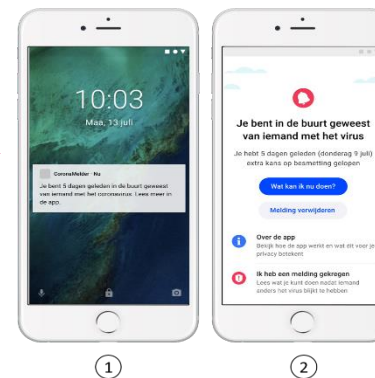 10:03
Maa, 13 juli
CoronaMelder · Nu
Je bent 5 dagen geleden in de buurt geweest
van iemand met het coronavirus. Lees meer in
de app.
1
Je bent in de buurt geweest
van iemand met het virus
Je hebt 5 dagen geleden (donderag 9 juli)
extra kans op besmetting gelopen
Wat kan ik nu doen?
Melding verwijderen
Over de app
Bekijk hoe de app werkt en wat dit voor je
privacy betekent
Ik heb een melding gekregen
Lees wat je kunt doen nadat iemand
anders het virus blijkt te hebben
2